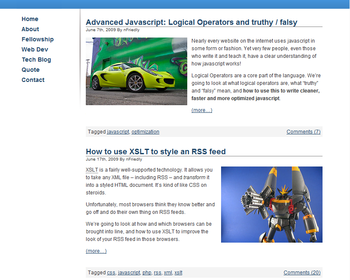 Home
About
Fellowship
Web Dev
Tech Blog
Quote
Contact
Advanced Javascript: Logical Operators and truthy / falsy
June 7th, 2009 By nFriedly
Nearly every website on the internet uses javascript in
some form or fashion. Yet very few people, even those
who write it and teach it, have a clear understanding of
how javascript works!
Logical Operators are a core part of the language. We're
going to look at what logical operators are, what "truthy"
and "falsy" mean, and how to use this to write cleaner,
faster and more optimized javascript.
(more…)
Tagged javascript, optimization
Comments (7)
How to use XSLT to style an RSS feed
June 17th, 2009 By nFriedly
XSLT is a fairly well-supported technology. It allows you
to take any XML file – including RSS – and transform it
into a styled HTML document. It's kind of like CSS on
steroids.
Unfortunately, most browsers think they know better and
go off and do their own thing on RSS feeds.
We're going to look at how and which browsers can be
brought into line, and how to use XSLT to improve the
look of your RSS feed in those browsers.
(more…)
Tagged css, javascript, php, rss, xml, xslt
Comments (20)